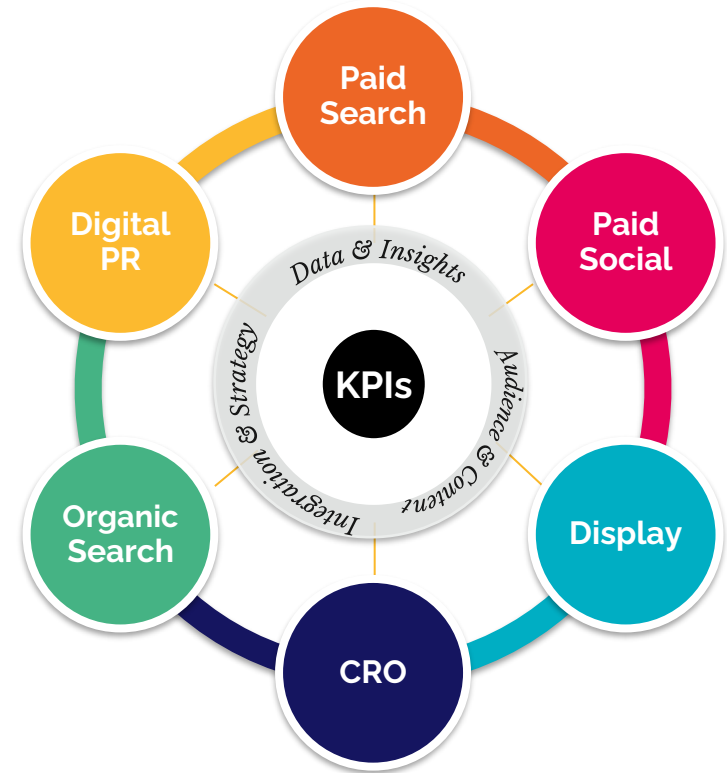 Paid
Search
Digital
PR
Paid
Social
Data & Insights
Integration & Strategy
Audience & Content
KPIs
Organic
Search
Display
CRO